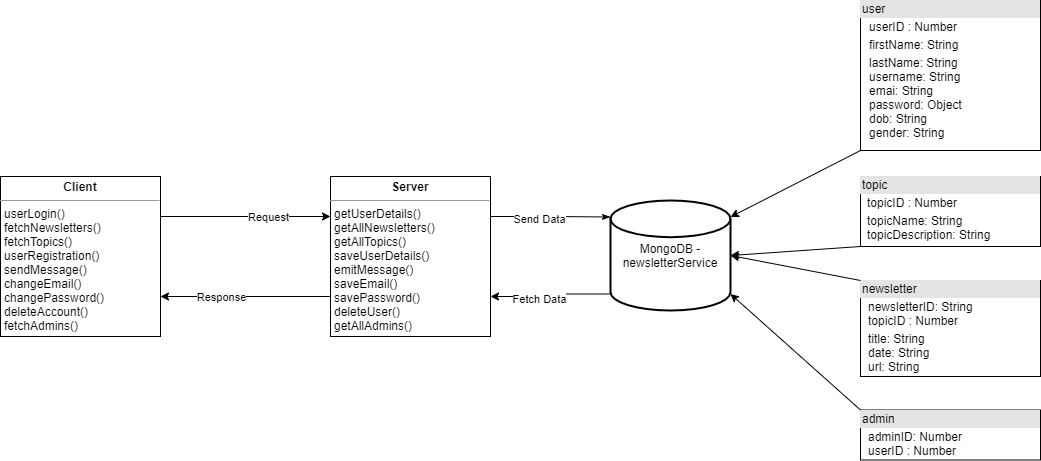 Client
userLogin()
fetchNewsletters()
fetchTopics()
userRegistration()
sendMessage()
changeEmail()
changePassword()
deleteAccount()
fetchAdmins()
Request
Response
Server
getUserDetails()
getAllNewsletters()
getAllTopics()
saveUserDetails()
emitMessage()
saveEmail()
savePassword()
deleteUser()
getAllAdmins()
Send Data
Fetch Data
MongoDB -
newsletterService
user
userID : Number
firstName: String
lastName: String
username: String
emai: String
password: Object
dob: String
gender: String
topic
topicID : Number
topicName: String
topicDescription: String
newsletter
newsletterID: String
topicID : Number
title: String
date: String
url: String
admin
adminID: Number
userID : Number